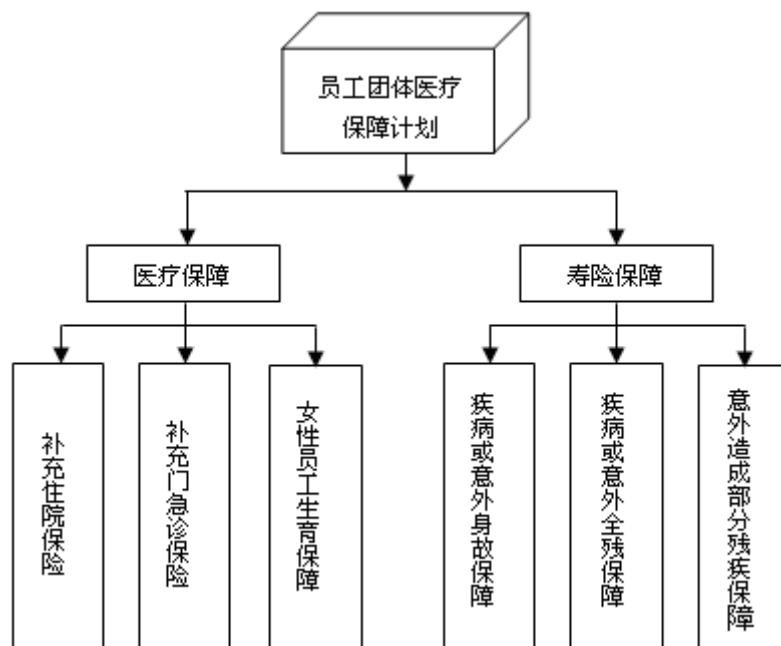 员工团体医疗
保障计划
医疗保障
寿险保障
补充住院保险
补充门急诊保险
女性员工生育保障
疾病或意外身故保障
疾病或意外全残保障
意外造成部分残疾保障